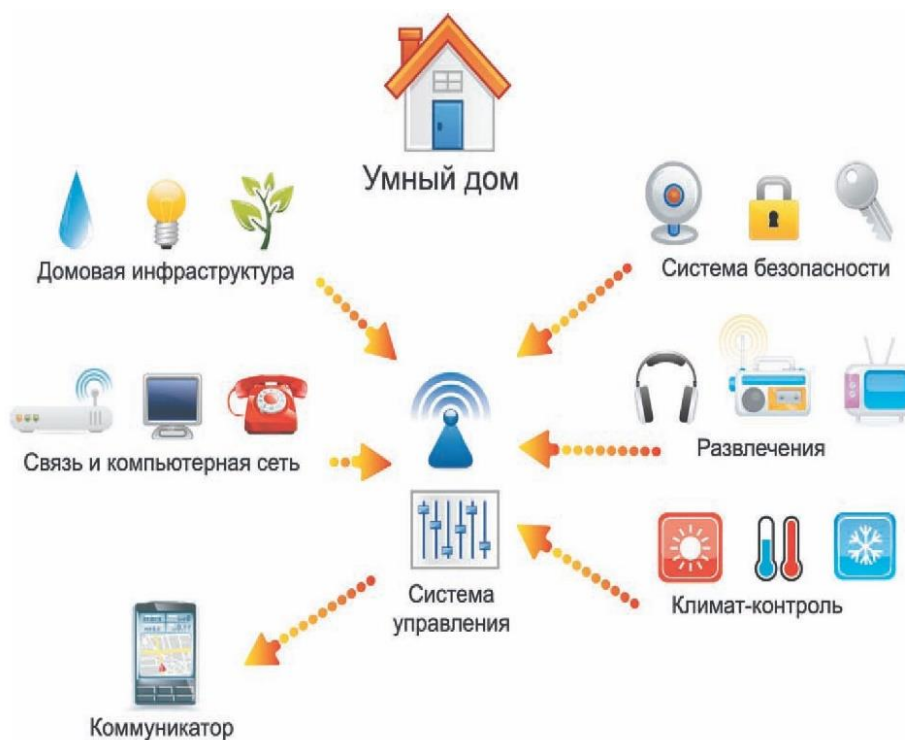 Умный дом
Домовая инфраструктура
Система безопасности
Связь и компьютерная сеть
Развлечения
Система
управления
Климат-контроль
Коммуникатор